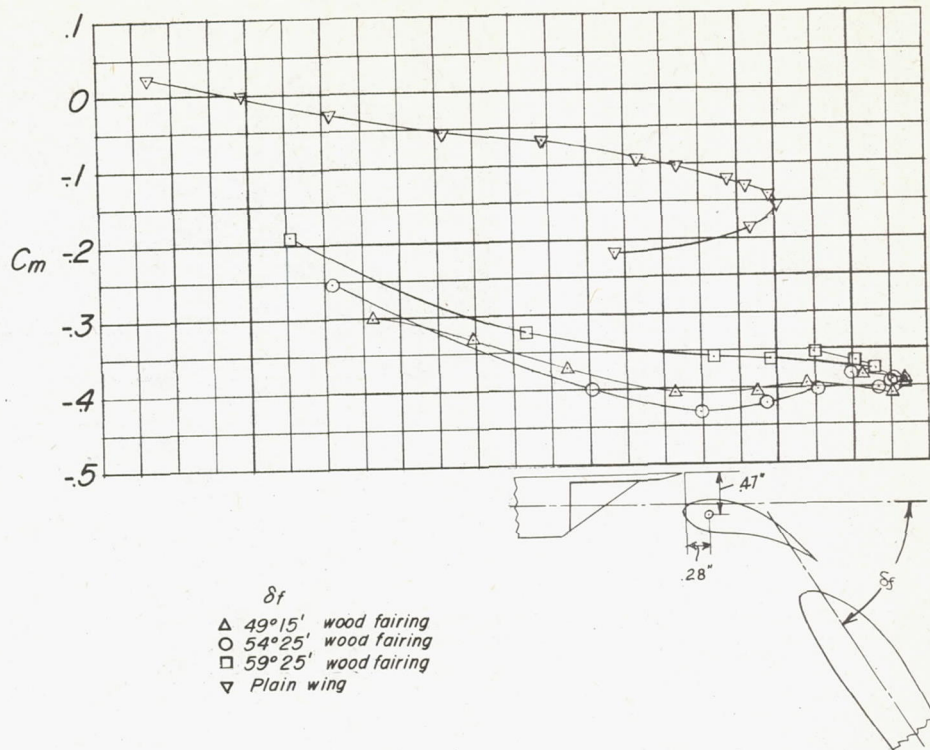 .1
0
-.1
-.2
Cm
-.3
-.4
-.5
.47"
.28"
δf
δf
49°15' wood fairing
54°25' wood fairing
59°25' wood fairing
Plain wing